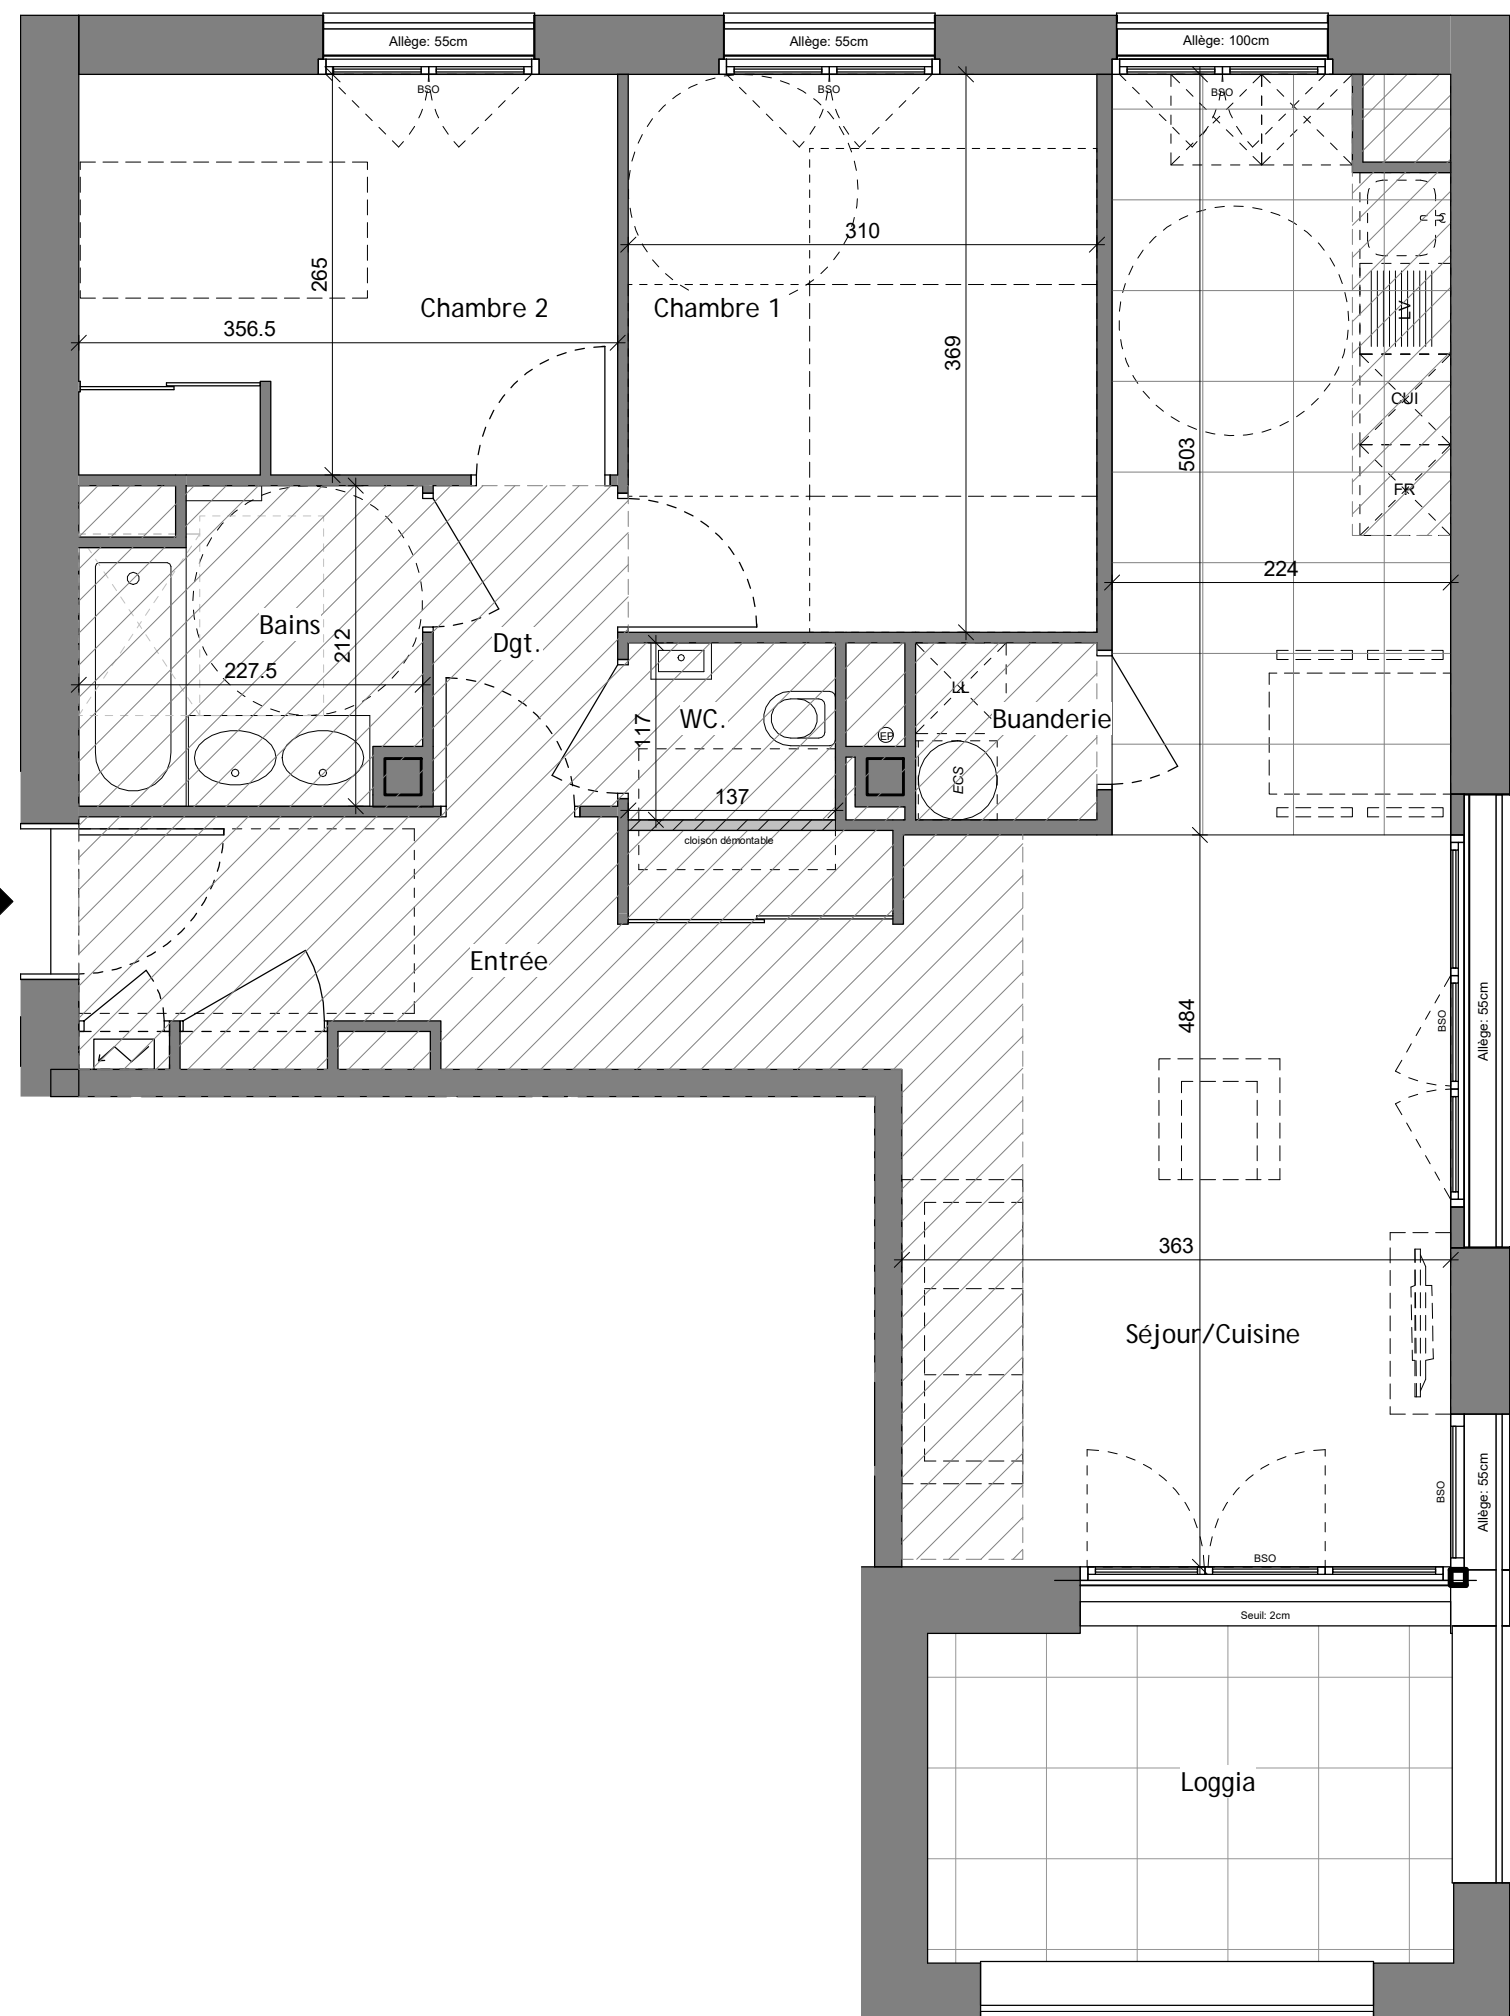 Allège: 55cm
Allège: 55cm
Allège: 100cm
BSO
BSO
BSO
310
265
Chambre 2
Chambre 1
LV
356.5
369
CUI
503
FR
224
Bains
212
Dgt.
227.5
LL
WC.
Buanderie
117
EP
ECS
137
cloison démontable
Entrée
484
BSO
Allège: 55cm
363
Séjour/Cuisine
BSO
Allège: 55cm
BSO
Seuil: 2cm
Loggia